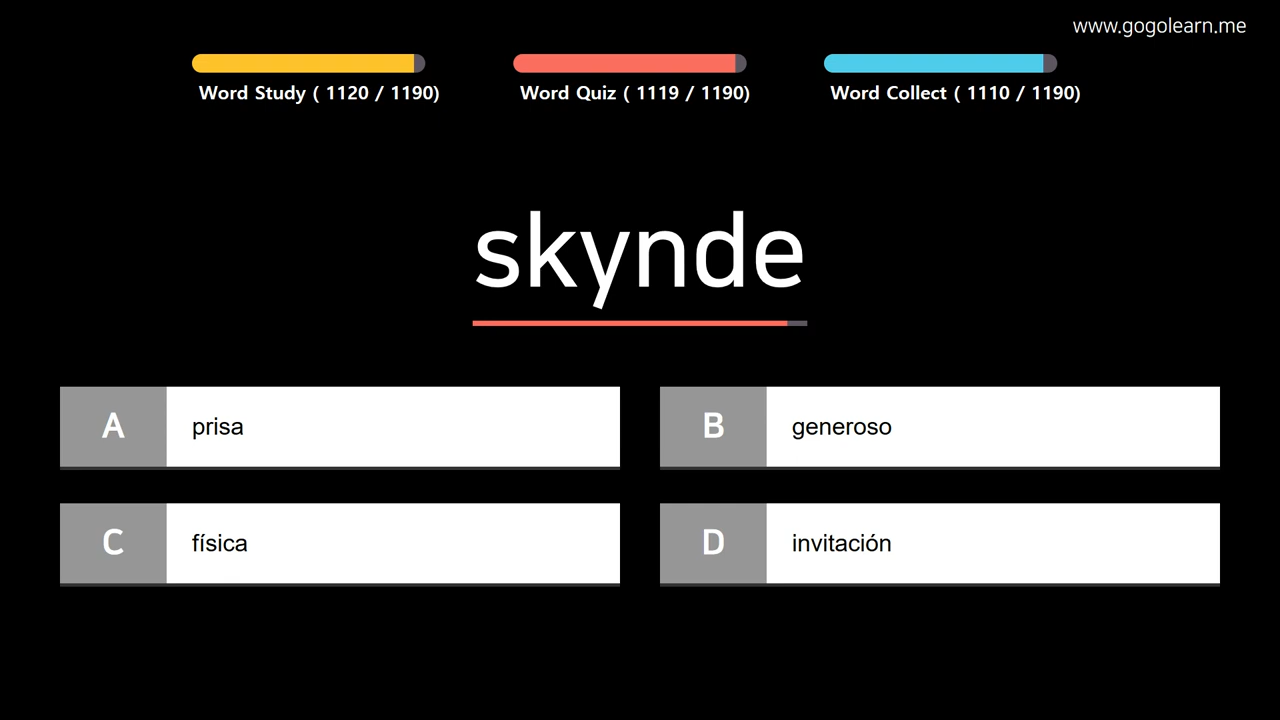 www.gogolearn.me
Word Study ( 1120 / 1190)
Word Quiz ( 1119 / 1190)
Word Collect ( 1110 / 1190)
skynde
A prisa
B generoso
C física
D invitación